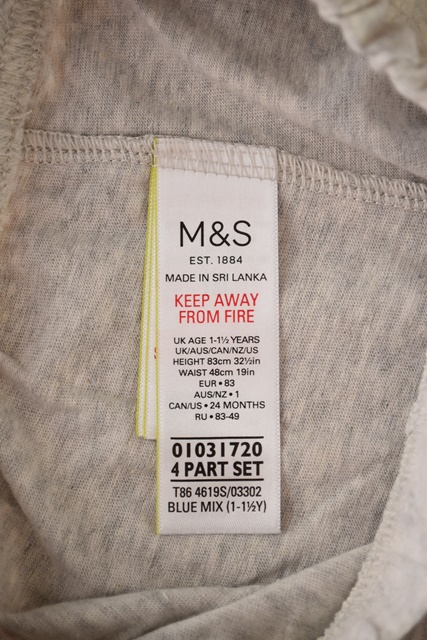 M&S
EST. 1884
MADE IN SRI LANKA
KEEP AWAY
FROM FIRE
UK AGE 1-1½ YEARS
UK/AUS/CAN/NZ/US
HEIGHT 83cm 32½in
WAIST 48cm 19in
EUR • 83
AUS/NZ • 1
CAN/US • 24 MONTHS
RU • 83-49
01031720
4 PART SET
T86 4619S/03302
BLUE MIX (1-1½Y)